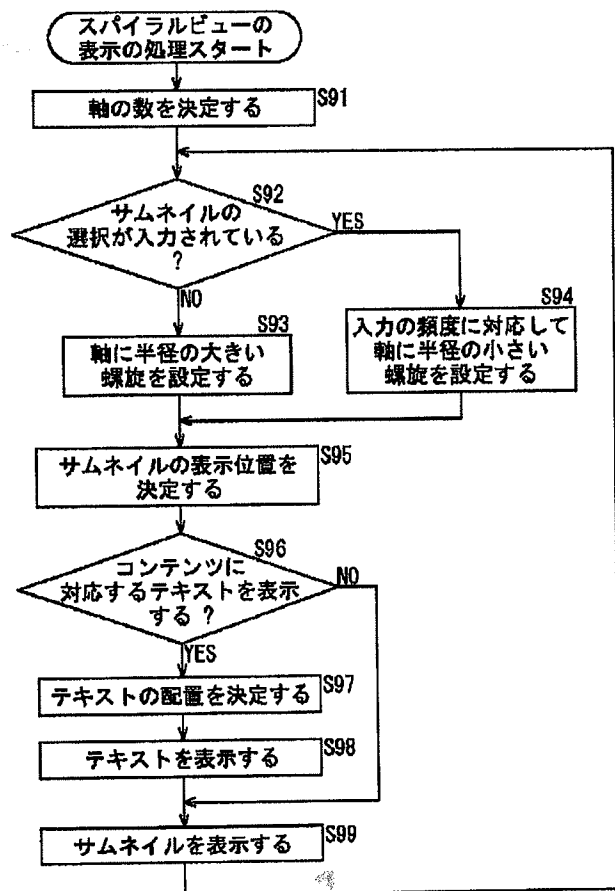 スパイラルビューの
表示の処理スタート
軸の数を決定する
S91
S92
サムネイルの
選択が入力されている
?
YES
NO
S93
軸に半径の大きい
螺旋を設定する
S94
入力の頻度に対応して
軸に半径の小さい
螺旋を設定する
サムネイルの表示位置を
決定する
S95
S96
コンテンツに
対応するテキストを表示
する ?
NO
YES
テキストの配置を決定する
S97
テキストを表示する
S98
サムネイルを表示する
S99